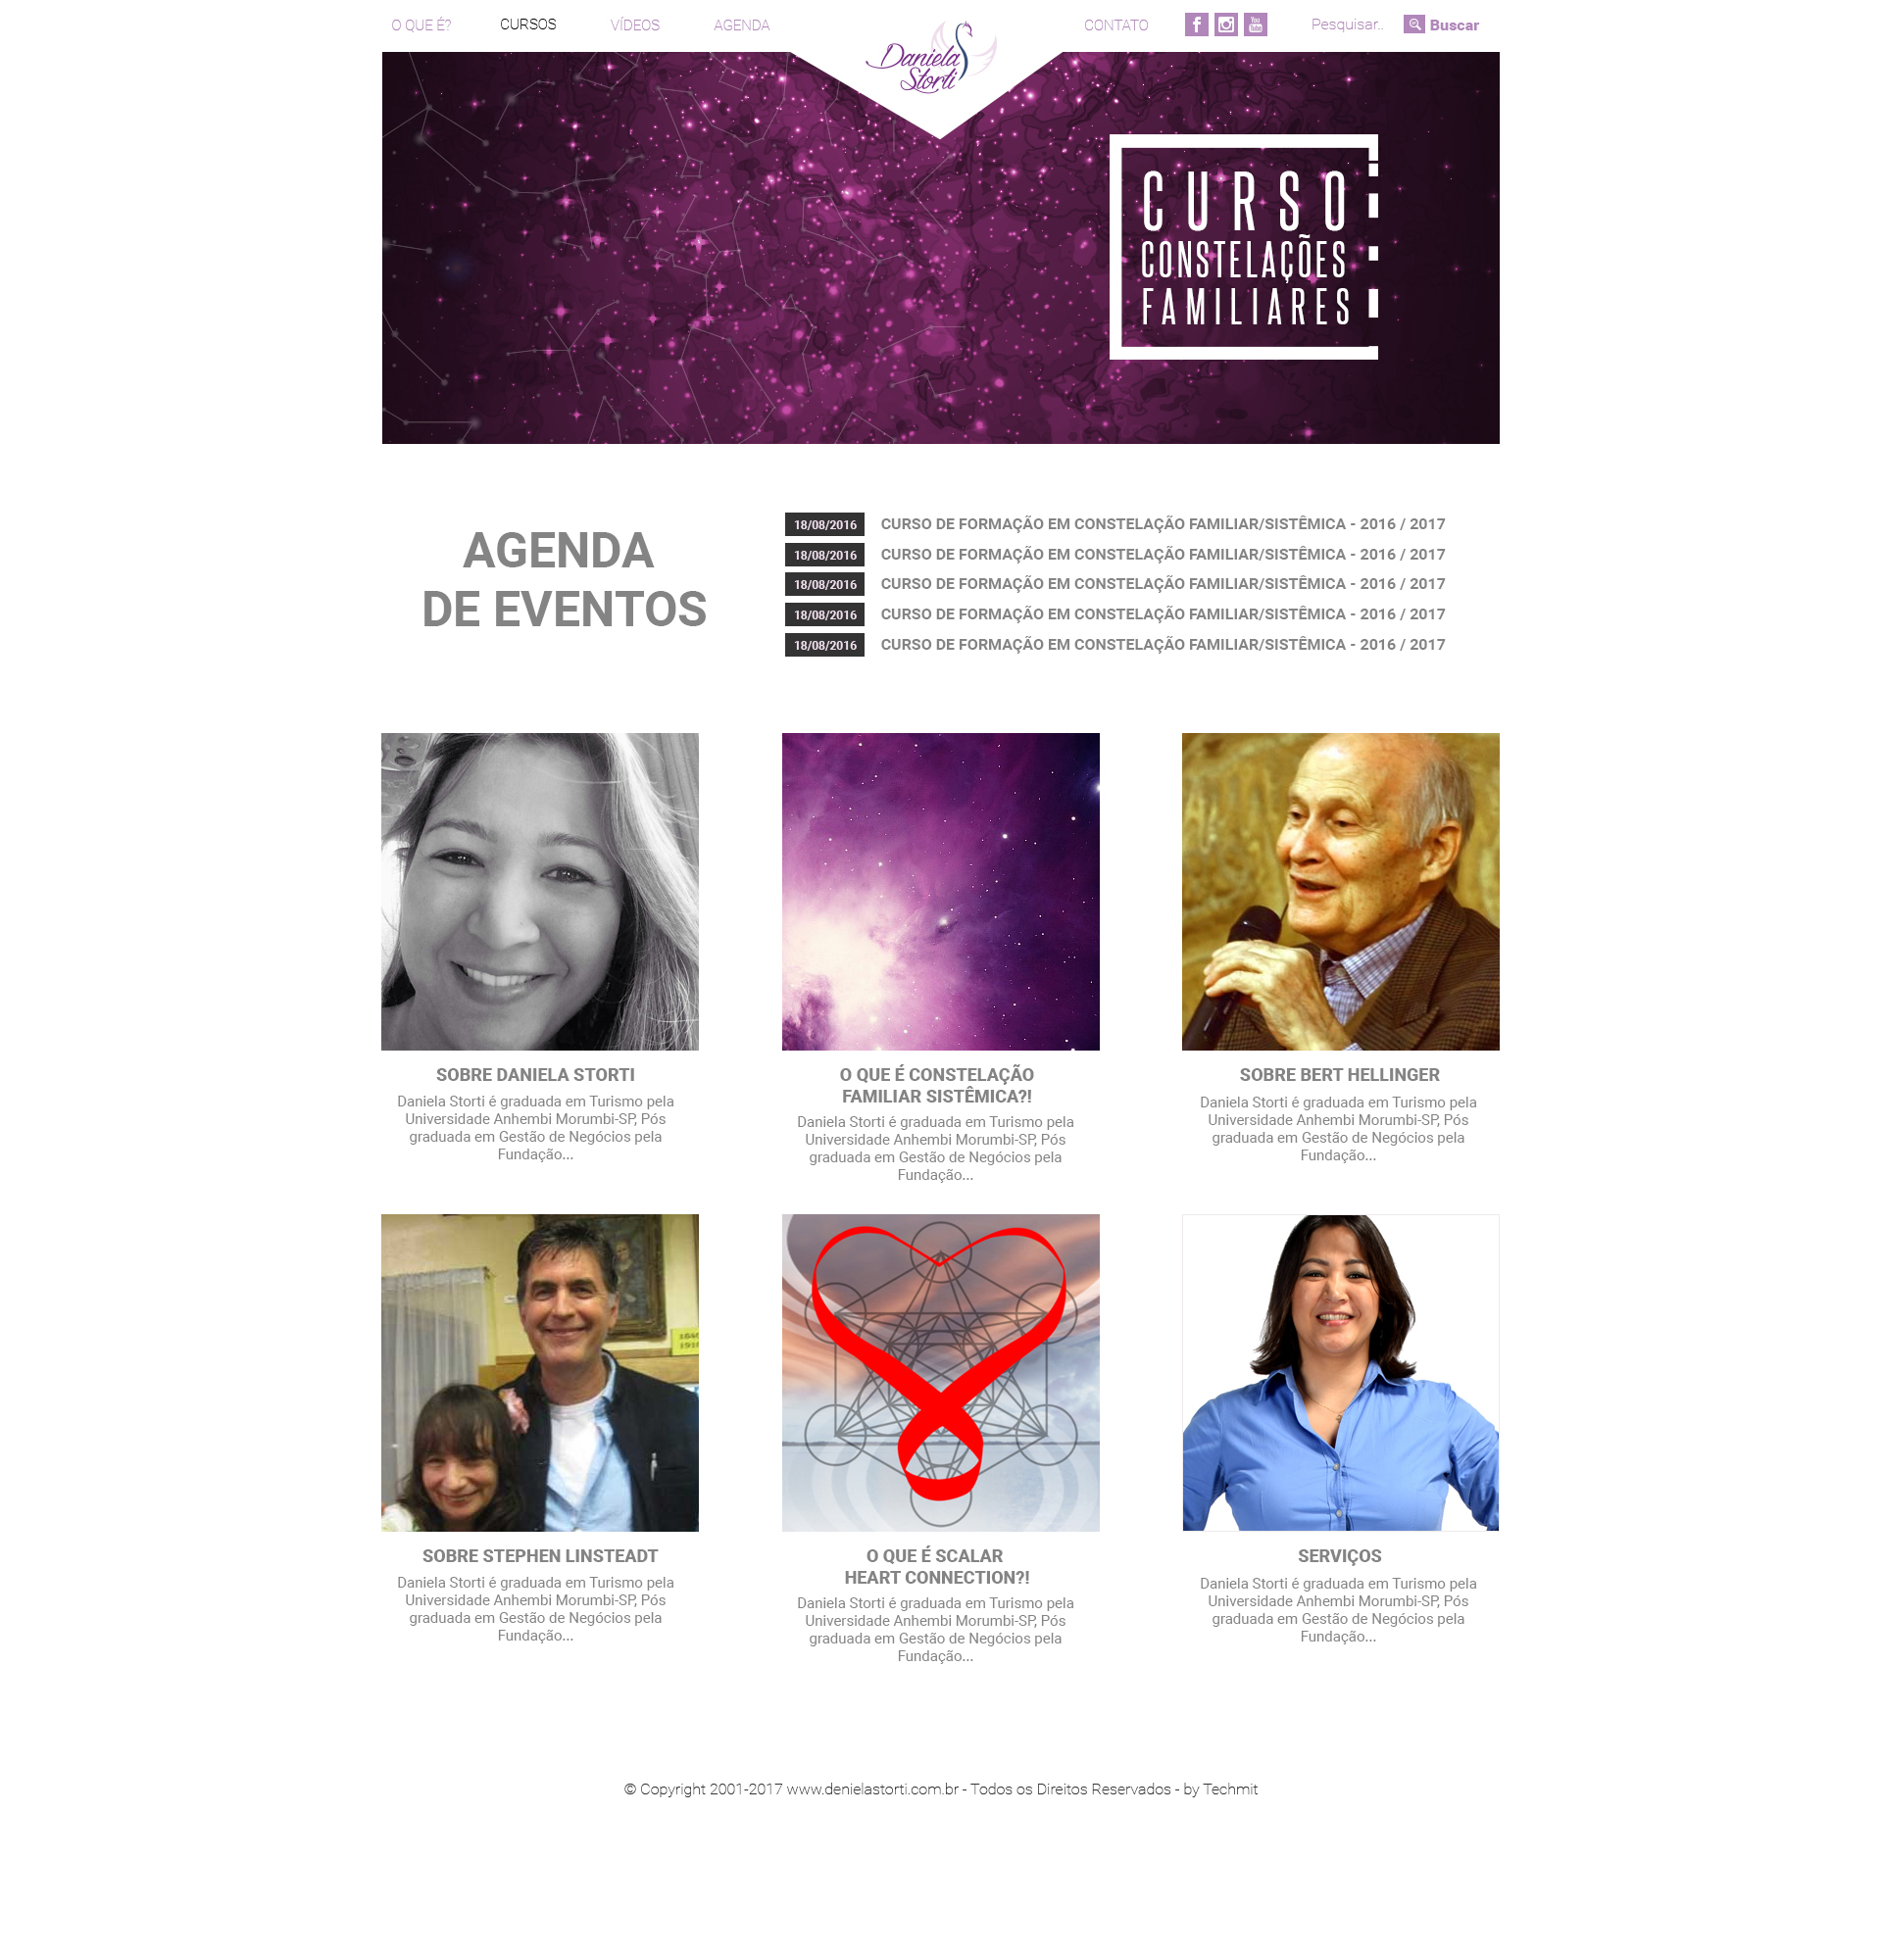 O QUE É?
CURSOS
VÍDEOS
AGENDA
Daniela
Storti
CONTATO
You
Tube
Pesquisar..
Buscar
CURSO
CONSTELAÇÕES
FAMILIARES
AGENDA
DE EVENTOS
18/08/2016 CURSO DE FORMAÇÃO EM CONSTELAÇÃO FAMILIAR/SISTÊMICA - 2016 / 2017
18/08/2016 CURSO DE FORMAÇÃO EM CONSTELAÇÃO FAMILIAR/SISTÊMICA - 2016 / 2017
18/08/2016 CURSO DE FORMAÇÃO EM CONSTELAÇÃO FAMILIAR/SISTÊMICA - 2016 / 2017
18/08/2016 CURSO DE FORMAÇÃO EM CONSTELAÇÃO FAMILIAR/SISTÊMICA - 2016 / 2017
18/08/2016 CURSO DE FORMAÇÃO EM CONSTELAÇÃO FAMILIAR/SISTÊMICA - 2016 / 2017
SOBRE DANIELA STORTI
Daniela Storti é graduada em Turismo pela
Universidade Anhembi Morumbi-SP, Pós
graduada em Gestão de Negócios pela
Fundação...
O QUE É CONSTELAÇÃO
FAMILIAR SISTÊMICA?!
Daniela Storti é graduada em Turismo pela
Universidade Anhembi Morumbi-SP, Pós
graduada em Gestão de Negócios pela
Fundação...
SOBRE BERT HELLINGER
Daniela Storti é graduada em Turismo pela
Universidade Anhembi Morumbi-SP, Pós
graduada em Gestão de Negócios pela
Fundação...
SOBRE STEPHEN LINSTEADT
Daniela Storti é graduada em Turismo pela
Universidade Anhembi Morumbi-SP, Pós
graduada em Gestão de Negócios pela
Fundação...
O QUE É SCALAR
HEART CONNECTION?!
Daniela Storti é graduada em Turismo pela
Universidade Anhembi Morumbi-SP, Pós
graduada em Gestão de Negócios pela
Fundação...
SERVIÇOS
Daniela Storti é graduada em Turismo pela
Universidade Anhembi Morumbi-SP, Pós
graduada em Gestão de Negócios pela
Fundação...
© Copyright 2001-2017 www.denielastorti.com.br - Todos os Direitos Reservados - by Techmit